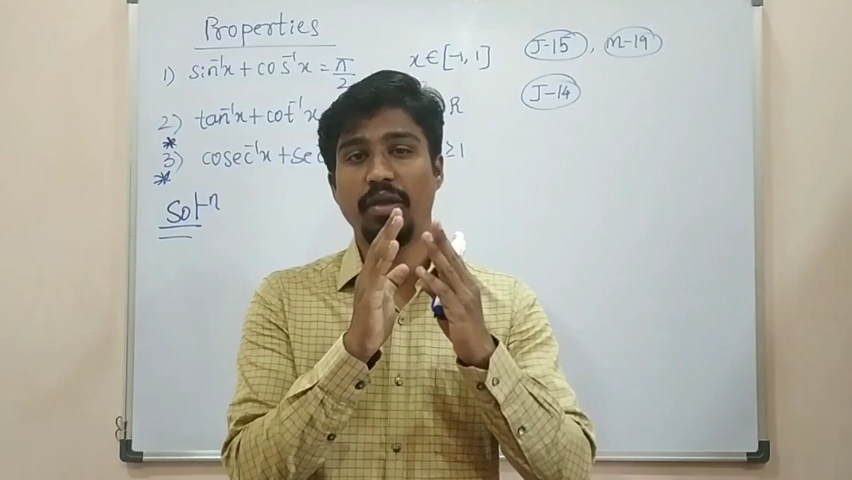 Properties
1) sin⁻¹x + cos⁻¹x = π/2 x ∈ [-1, 1] J-15, M-19
2) tan⁻¹x + cot⁻¹x R J-14
* 3) cosec⁻¹x + sec ≥ 1
*
Sol-n